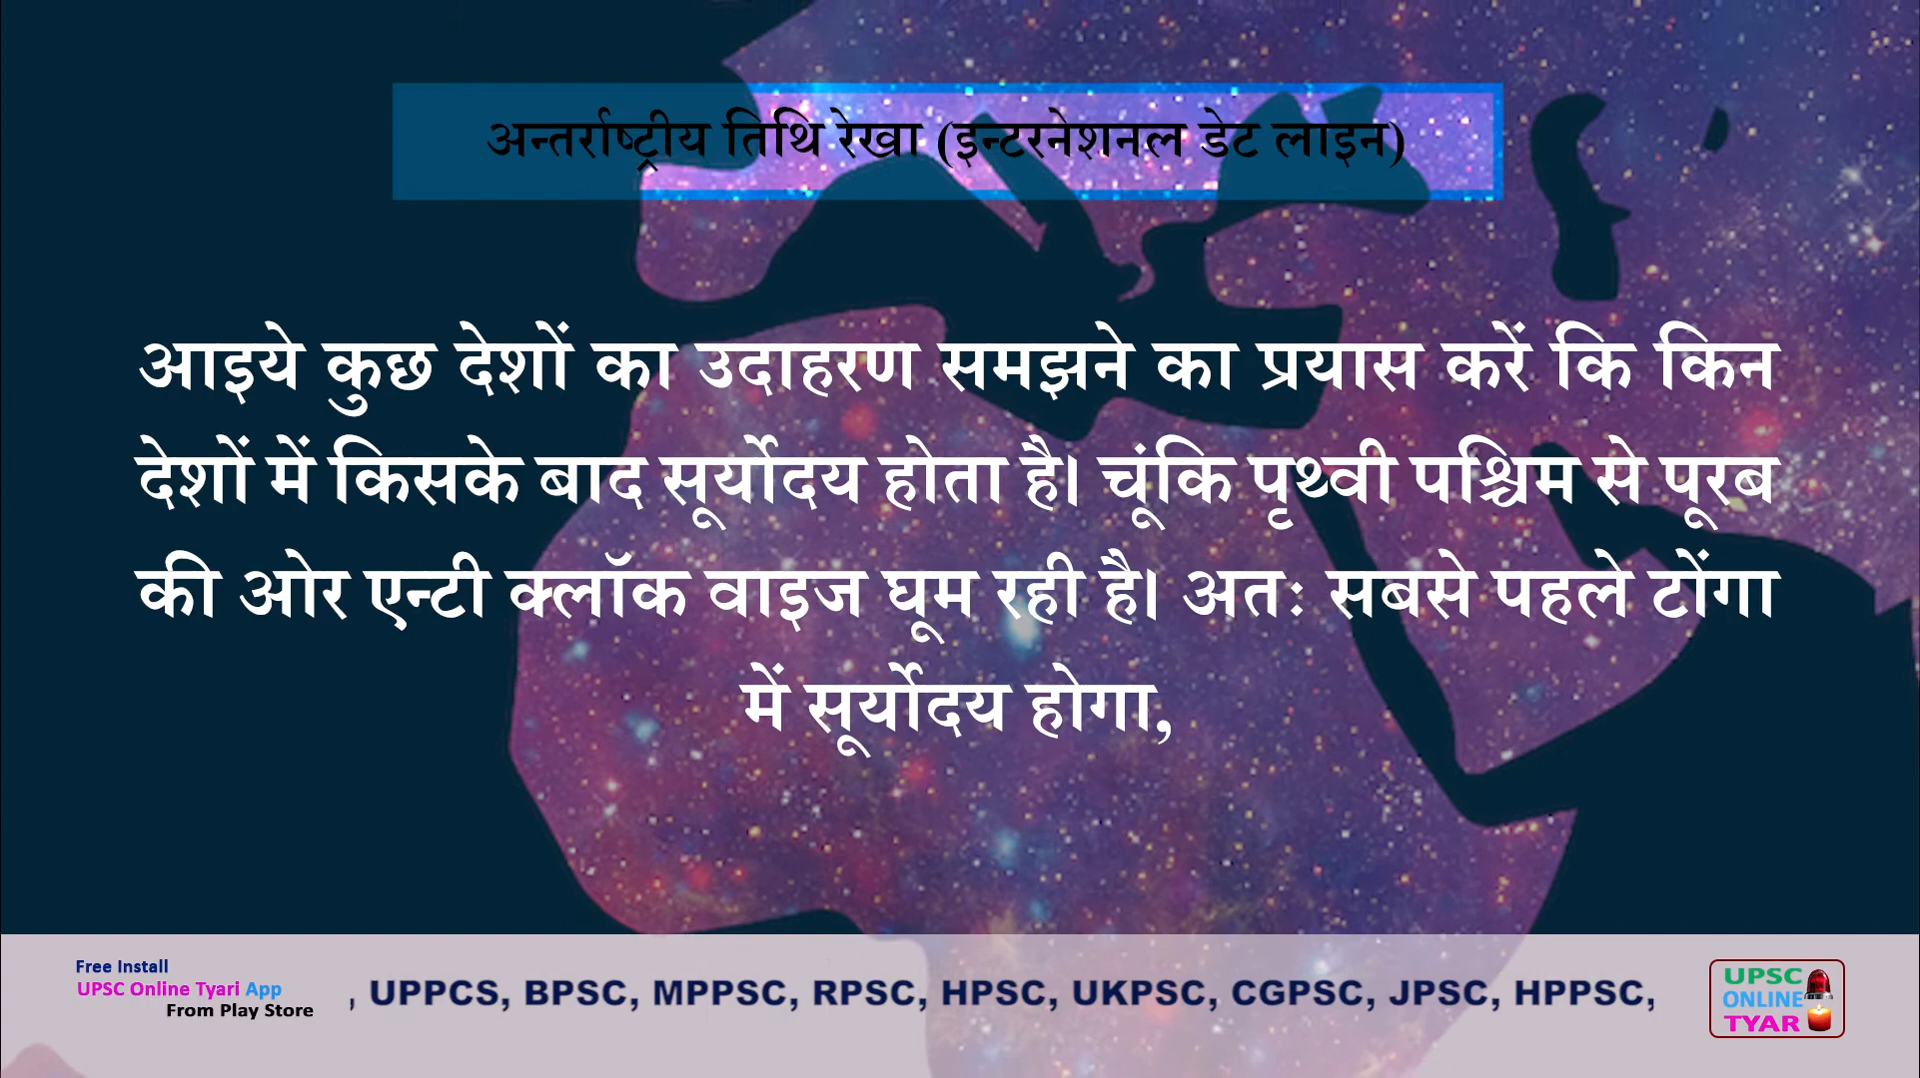 अन्तर्राष्ट्रीय तिथि रेखा (इन्टरनेशनल डेट लाइन)
आइये कुछ देशों का उदाहरण समझने का प्रयास करें कि किन
देशों में किसके बाद सूर्योदय होता है। चूंकि पृथ्वी पश्चिम से पूरब
की ओर एन्टी क्लॉक वाइज घूम रही है। अतः सबसे पहले टोंगा
में सूर्योदय होगा,
Free Install
UPSC Online Tyari App
From Play Store
, UPPCS, BPSC, MPPSC, RPSC, HPSC, UKPSC, CGPSC, JPSC, HPPSC,
UPSC
ONLINE
TYAR